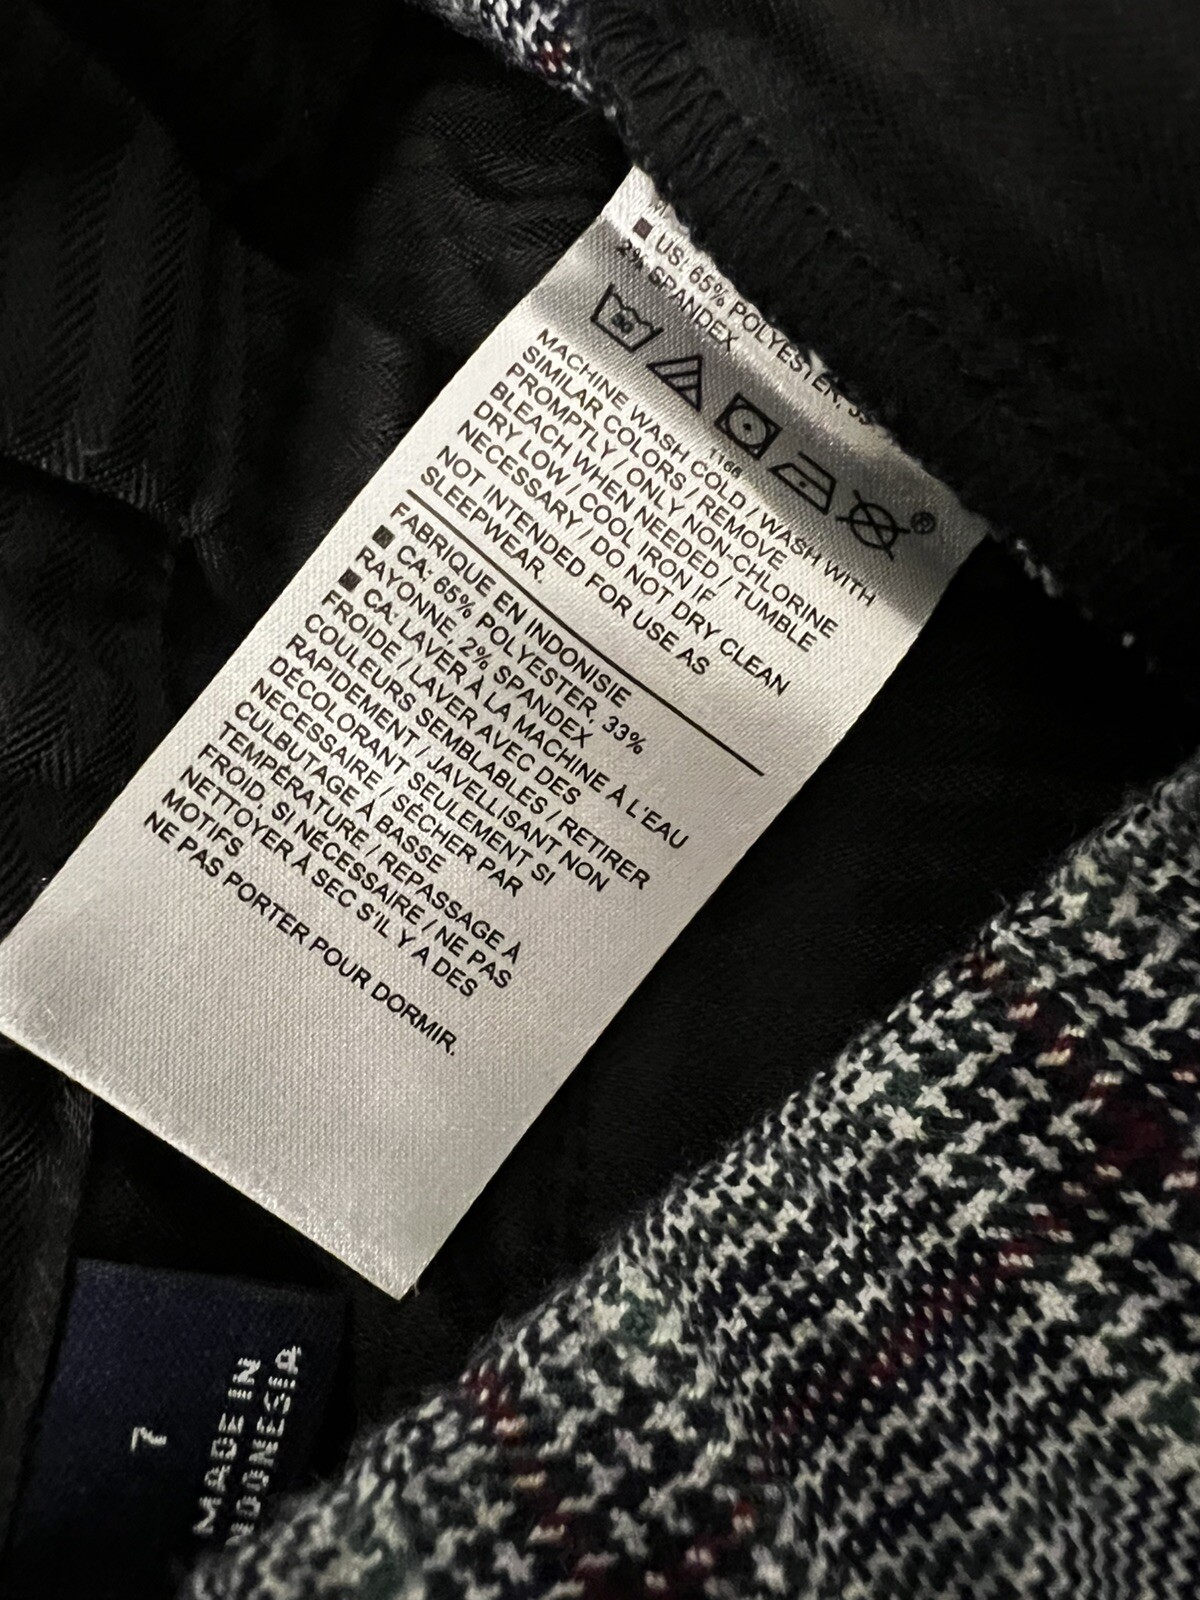 US: 65% POLYESTER, 33
2% SPANDEX
30
®
1166
MACHINE WASH COLD / WASH WITH
SIMILAR COLORS / REMOVE
PROMPTLY / ONLY NON-CHLORINE
BLEACH WHEN NEEDED / TUMBLE
DRY LOW / COOL IRON IF
NECESSARY / DO NOT DRY CLEAN
NOT INTENDED FOR USE AS
SLEEPWEAR.
FABRIQUE EN INDONISIE
CA: 65% POLYESTER, 33%
RAYONNE, 2% SPANDEX
CA: LAVER À LA MACHINE À L'EAU
FROIDE / LAVER AVEC DES
COULEURS SEMBLABLES / RETIRER
RAPIDEMENT / JAVELLISANT NON
DÉCOLORANT SEULEMENT SI
NÉCESSAIRE / SÉCHER PAR
CULBUTAGE À BASSE
TEMPÉRATURE / REPASSAGE À
FROID, SI NÉCESSAIRE / NE PAS
NETTOYER À SEC S'IL Y A DES
MOTIFS
NE PAS PORTER POUR DORMIR.
7
MADE IN
INDONESIA